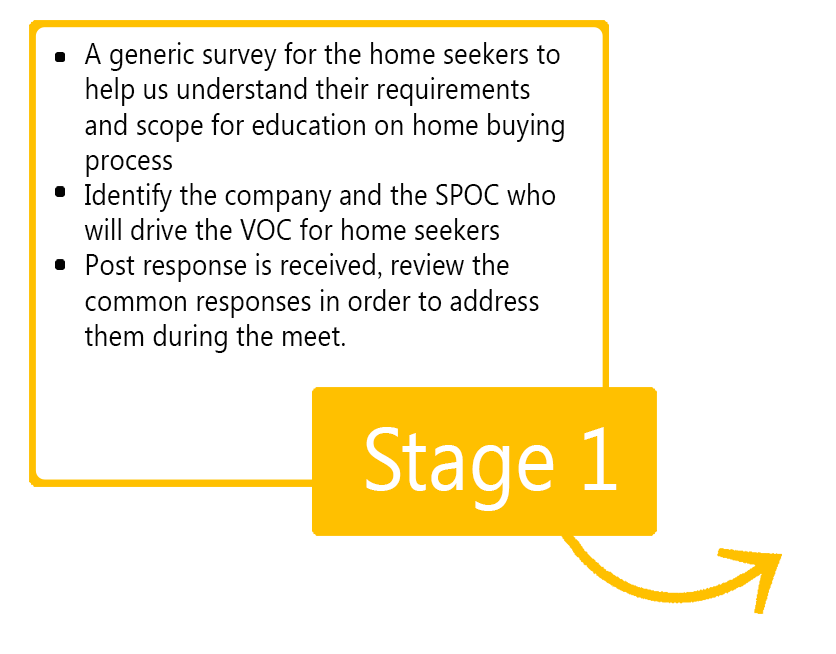 • A generic survey for the home seekers to
help us understand their requirements
and scope for education on home buying
process
• Identify the company and the SPOC who
will drive the VOC for home seekers
• Post response is received, review the
common responses in order to address
them during the meet.
Stage 1